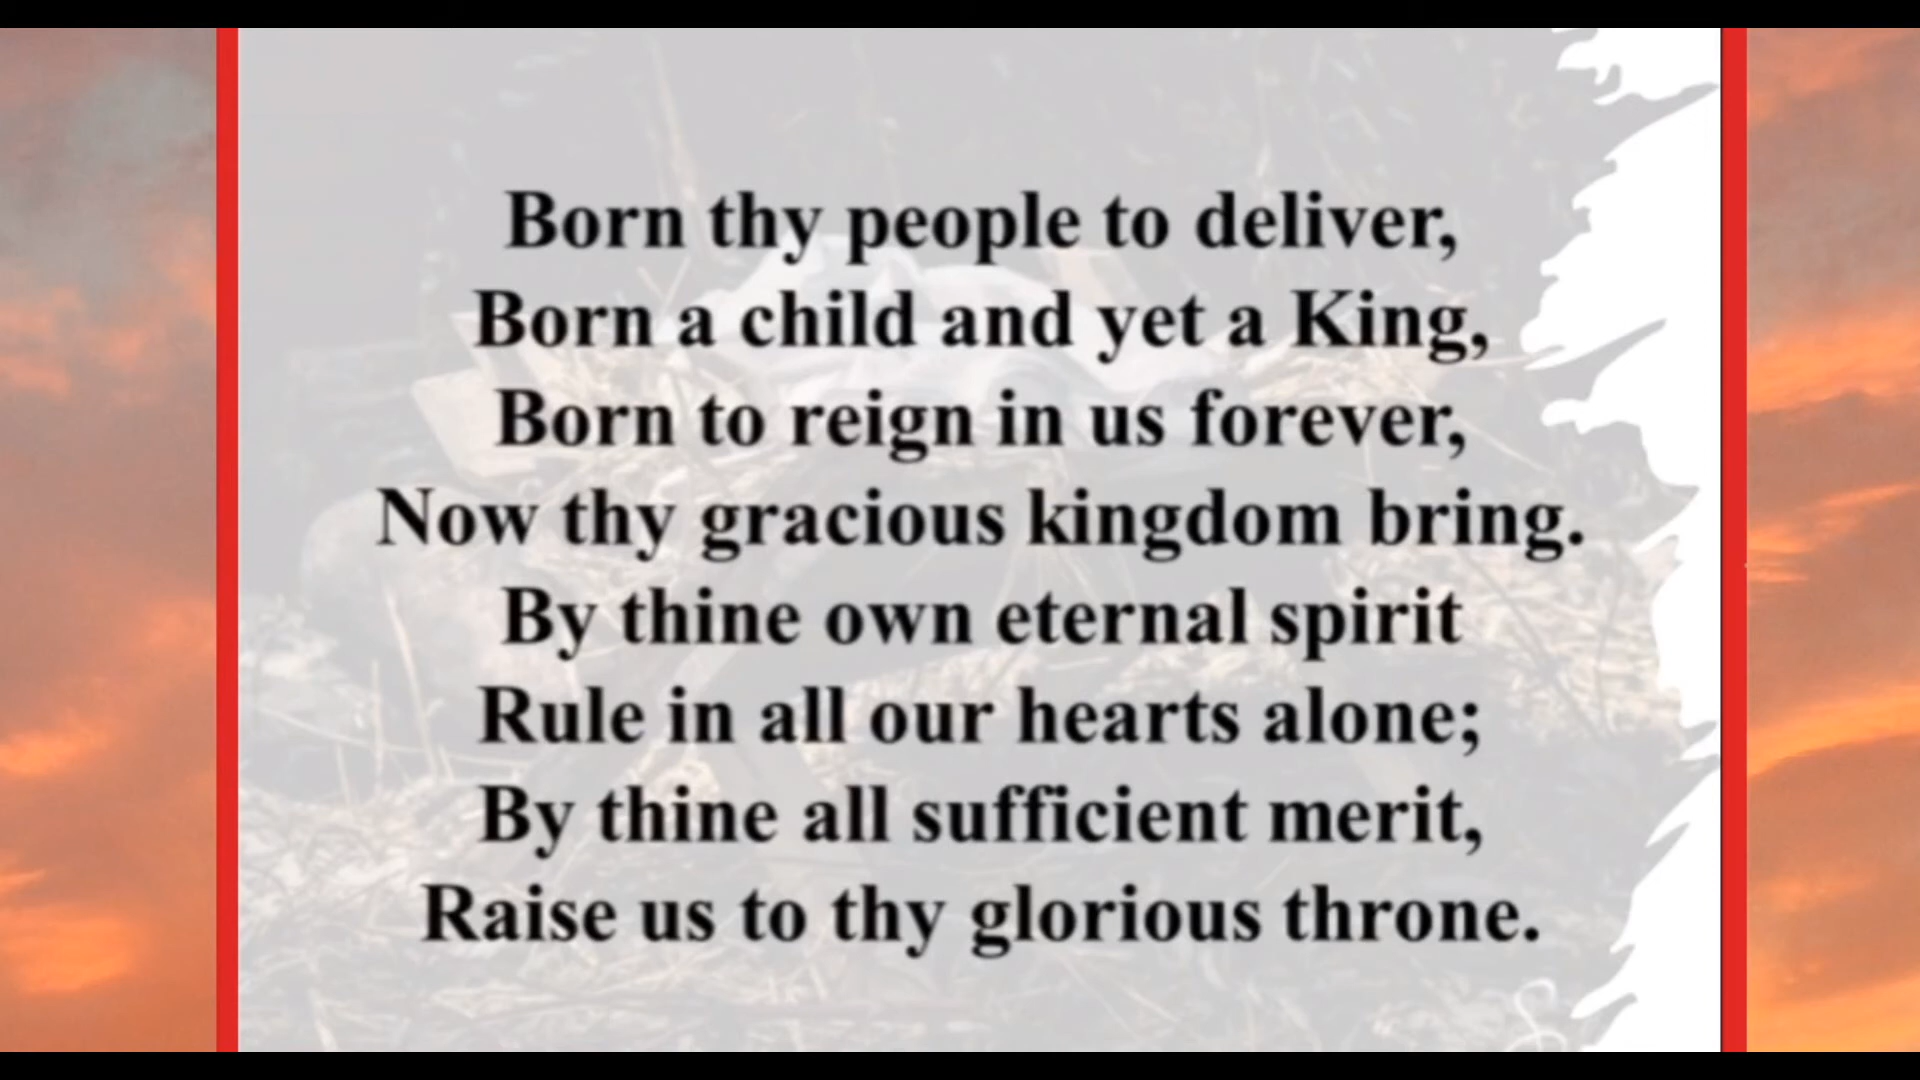 Born thy people to deliver,
Born a child and yet a King,
Born to reign in us forever,
Now thy gracious kingdom bring.
By thine own eternal spirit
Rule in all our hearts alone;
By thine all sufficient merit,
Raise us to thy glorious throne.